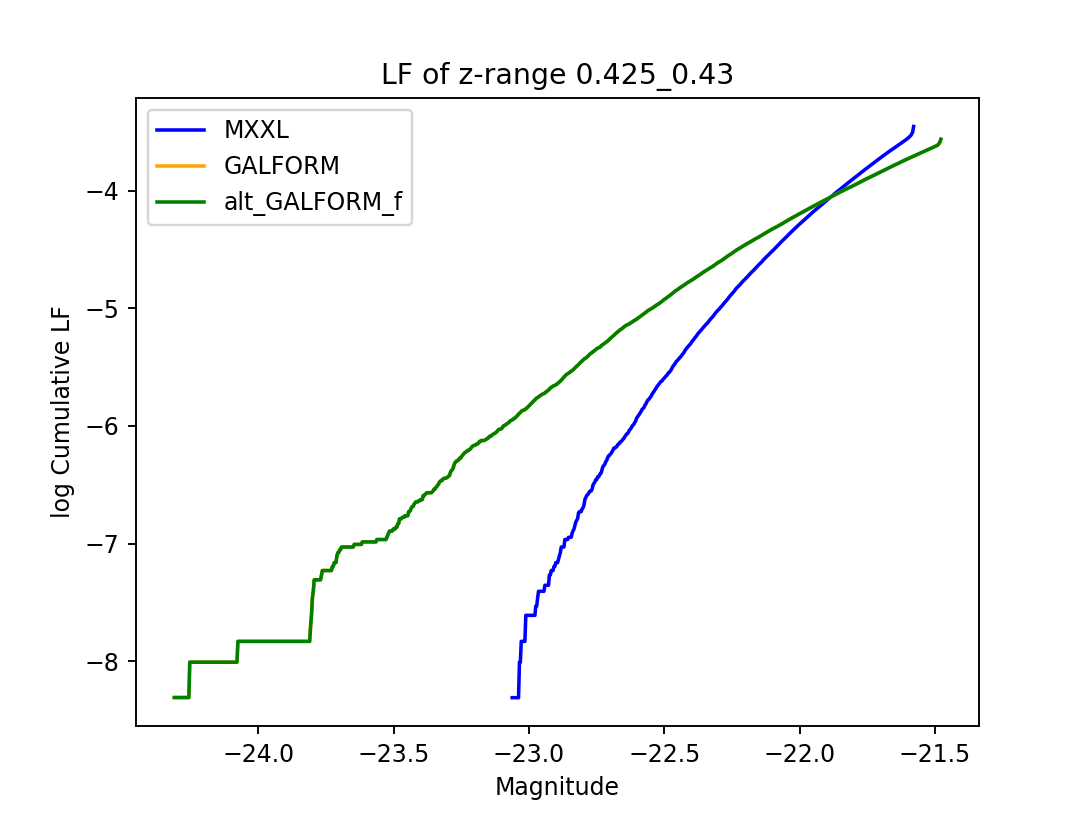 LF of z-range 0.425_0.43
MXXL
GALFORM
alt_GALFORM_f
−4
−5
−6
−7
−8
log Cumulative LF
−24.0
−23.5
−23.0
−22.5
−22.0
−21.5
Magnitude